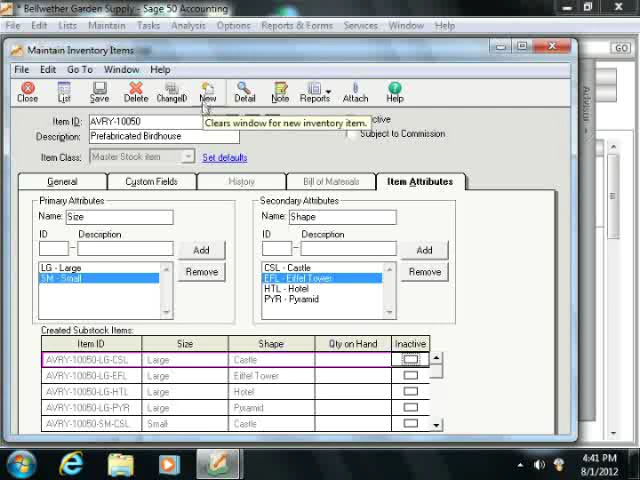 * Bellwether Garden Supply - Sage 50 Accounting
File Edit Lists Maintain Tasks Analysis Options Reports & Forms Services Window Help
Maintain Inventory Items
GO
File Edit Go To Window Help
Close List Save Delete ChangeID New Detail Note Reports Attach Help
Advisor
Item ID: AVRY-10050
Clears window for new inventory item.
Description: Prefabricated Birdhouse
Subject to Commission
Item Class: Master Stock item Set defaults
General Custom Fields History Bill of Materials Item Attributes
Primary Attributes Secondary Attributes
Name: Size Name: Shape
ID Description ID Description
Add Add
LG - Large CSL - Castle
Remove Remove
SM - Small EFL - Eiffel Tower
HTL - Hotel
PYR - Pyramid
Created Substock Items:
Item ID Size Shape Qty on Hand Inactive
AVRY-10050-LG-CSL Large Castle
AVRY-10050-LG-EFL Large Eiffel Tower
AVRY-10050-LG-HTL Large Hotel
AVRY-10050-LG-PYR Large Pyramid
AVRY-10050-SM-CSL Small Castle
4:41 PM
8/1/2012